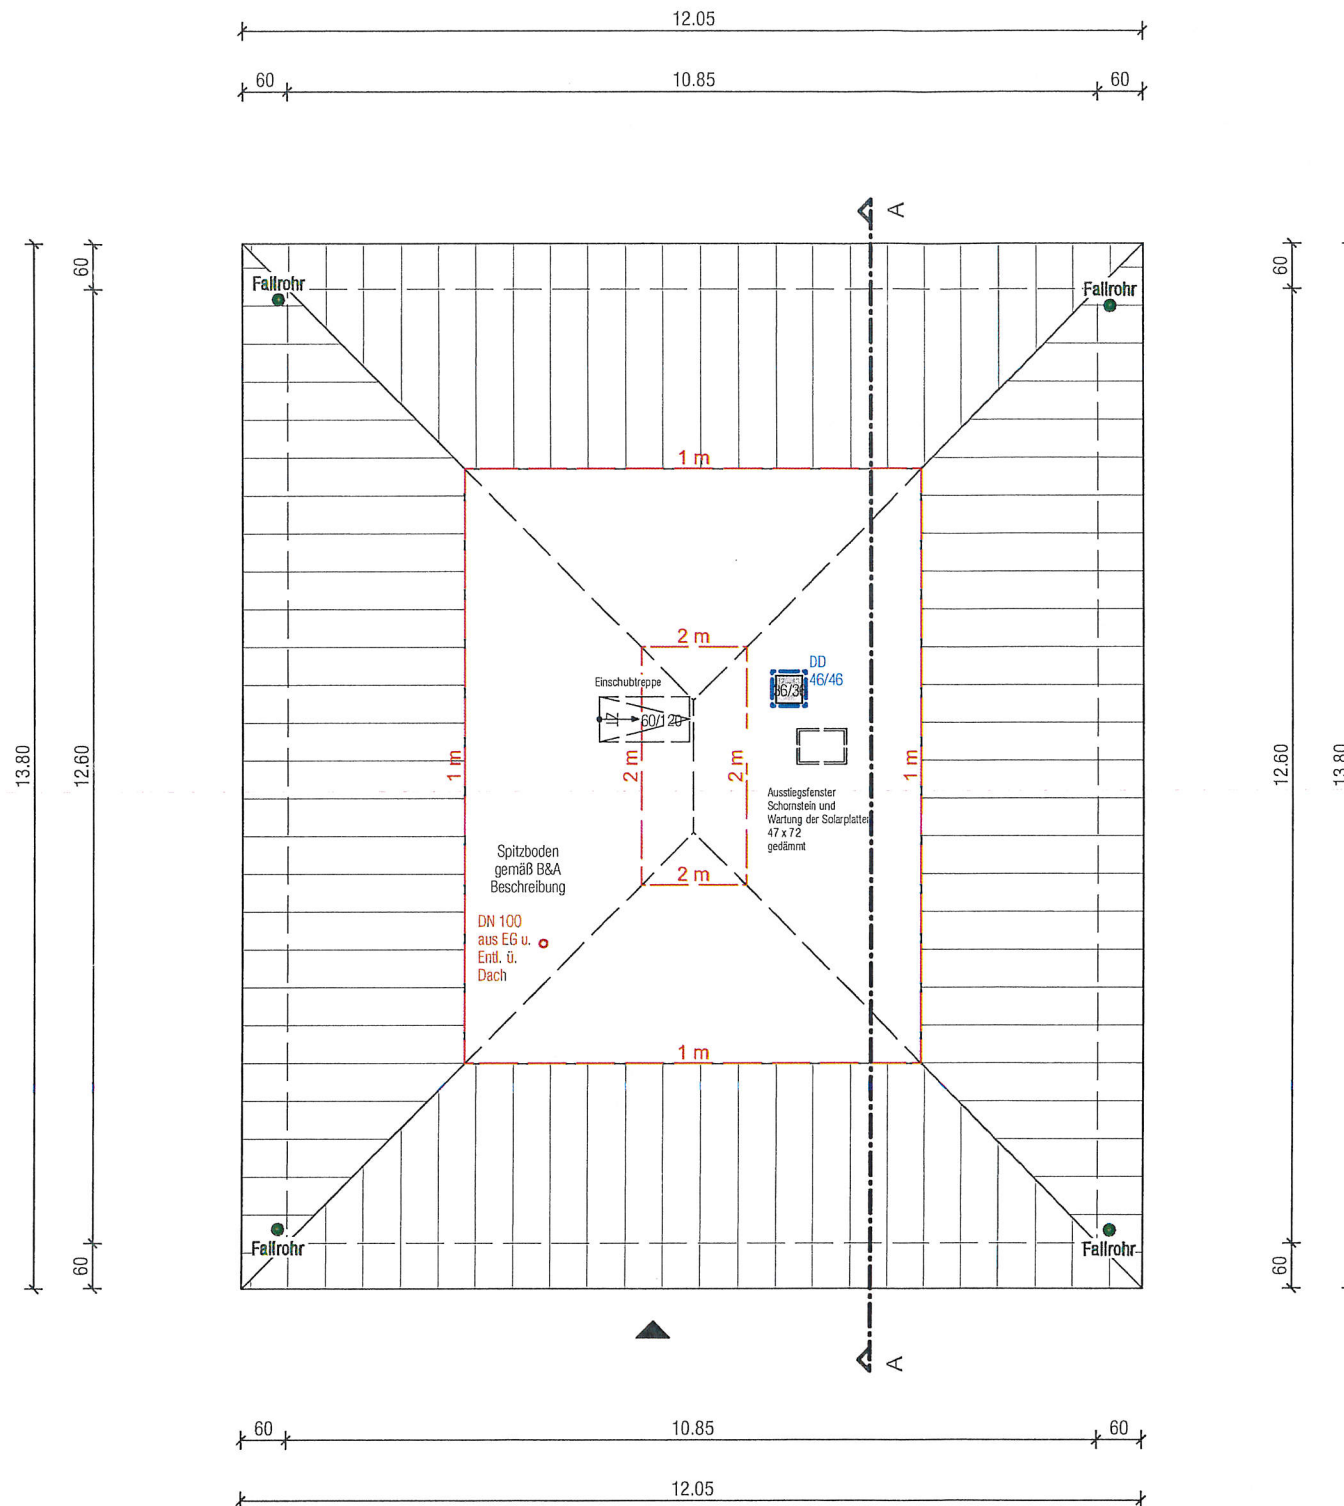 12.05
60
10.85
60
A
60
60
Fallrohr
Fallrohr
1 m
2 m
DD
46/46
Einschubtreppe
60/120
13.80
12.60
1 m
2 m
2 m
1 m
12.60
13.80
Ausstiegsfenster
Schornstein und
Wartung der Solarplatten
47 x 72
gedämmt
Spitzboden
gemäß B&A
Beschreibung
2 m
DN 100
aus EG u.
Entl. ü.
Dach
1 m
Fallrohr
Fallrohr
60
60
A
60
10.85
60
12.05